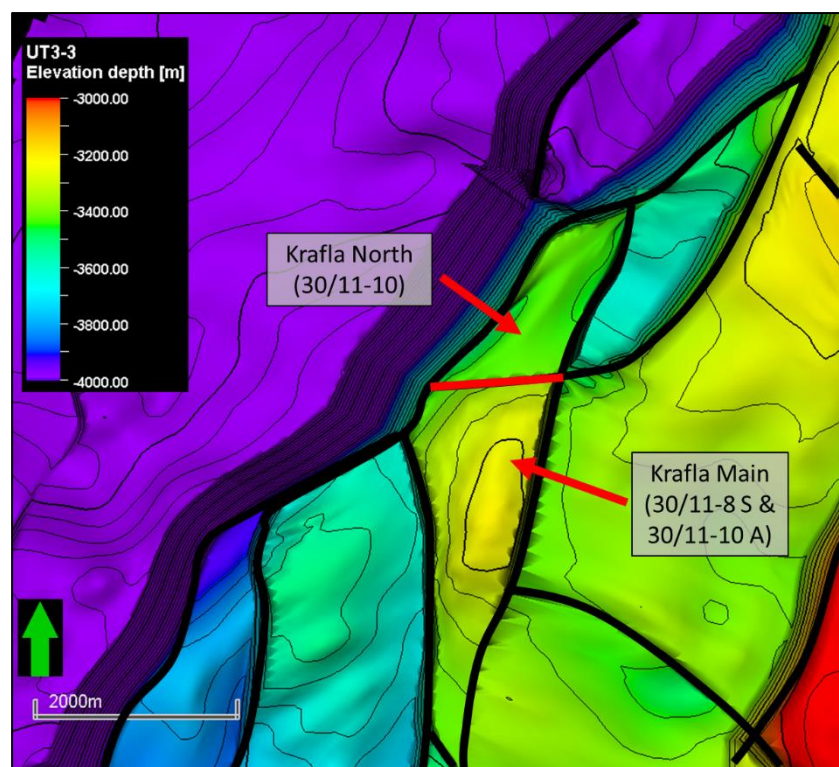 UT3-3
Elevation depth [m]
-3000.00
-3200.00
-3400.00
-3600.00
-3800.00
-4000.00
Krafla North
(30/11-10)
Krafla Main
(30/11-8 S &
30/11-10 A)
2000m